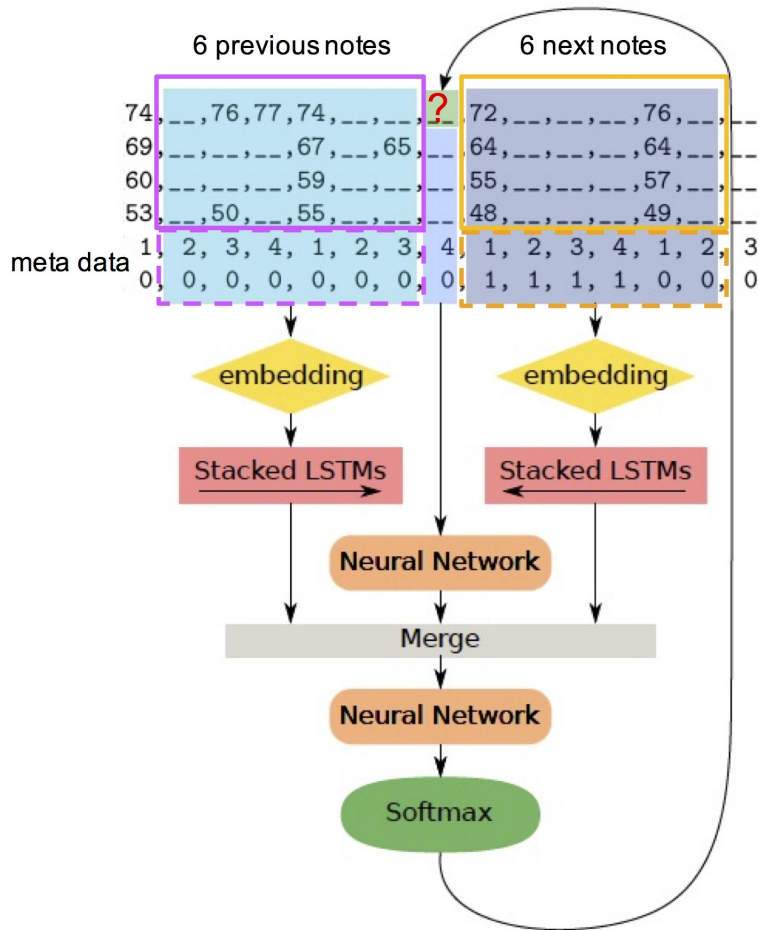 6 previous notes 6 next notes
74,__,76,77,74,__,__,?,72,__,__,__,76,__,__
69,__,__,__,67,__,65,__,64,__,__,__,64,__,__
60,__,__,__,59,__,__,__,55,__,__,__,57,__,__
53,__,50,__,55,__,__,__,48,__,__,__,49,__,__
meta data
1, 2, 3, 4, 1, 2, 3, 4, 1, 2, 3, 4, 1, 2, 3
0, 0, 0, 0, 0, 0, 0, 0, 1, 1, 1, 1, 0, 0, 0
embedding embedding
Stacked LSTMs Stacked LSTMs
Neural Network
Merge
Neural Network
Softmax